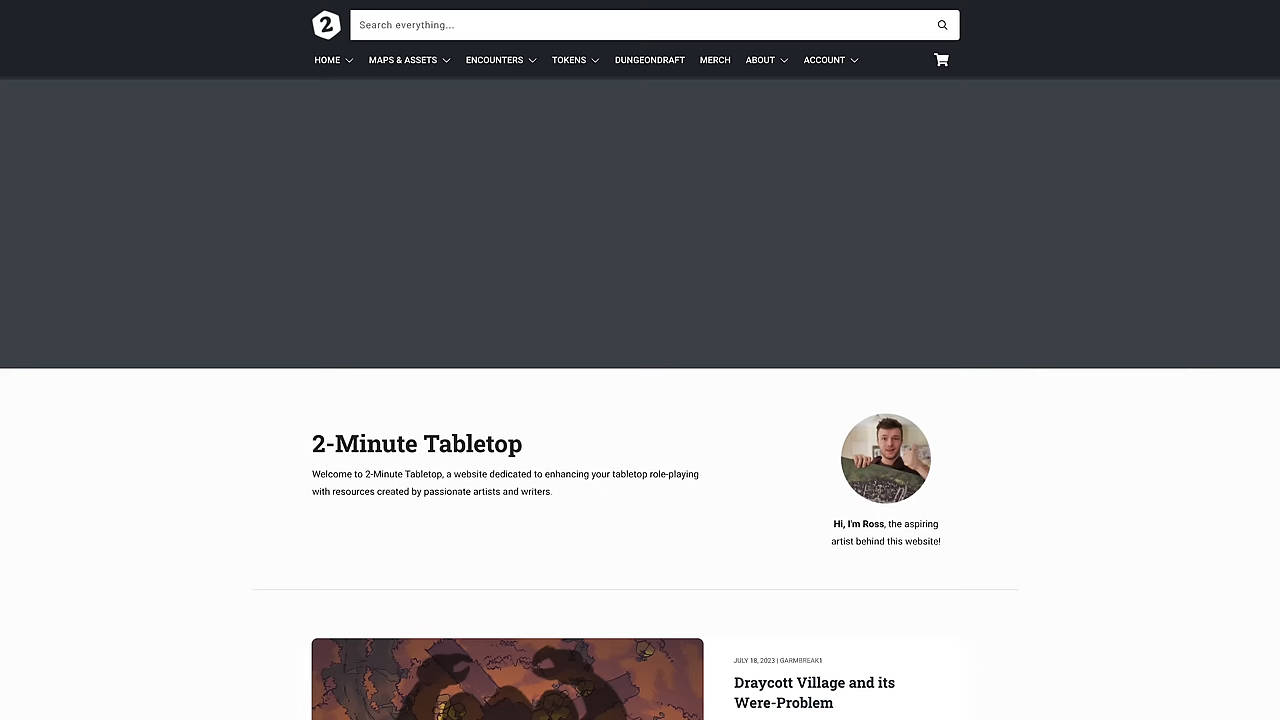 2
Search everything...
HOME
MAPS & ASSETS
ENCOUNTERS
TOKENS
DUNGEONDRAFT
MERCH
ABOUT
ACCOUNT
2-Minute Tabletop
Welcome to 2-Minute Tabletop, a website dedicated to enhancing your tabletop role-playing
with resources created by passionate artists and writers.
Hi, I'm Ross, the aspiring
artist behind this website!
JULY 18, 2023 | GARMBREAK1
Draycott Village and its
Were-Problem